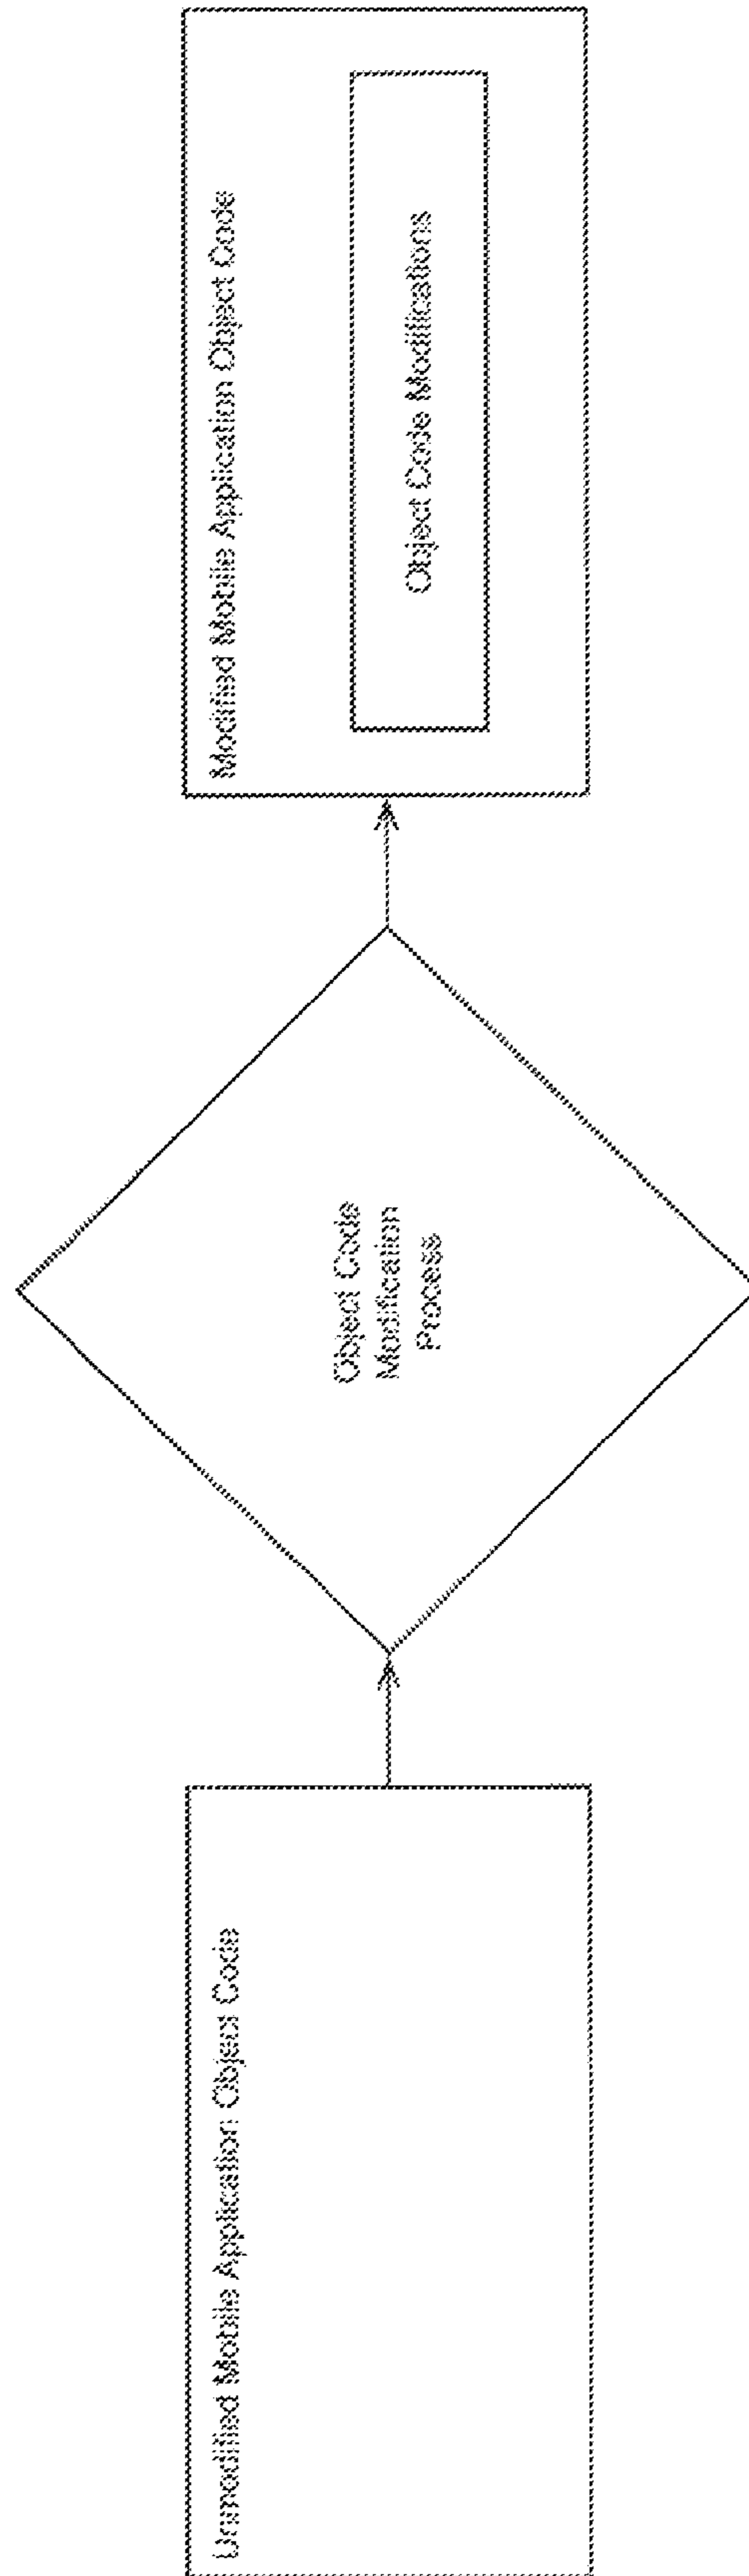 Unmodified Mobile Application Object Code
Object Code
Modification
Process
Modified Mobile Application Object Code
Object Code Modifications